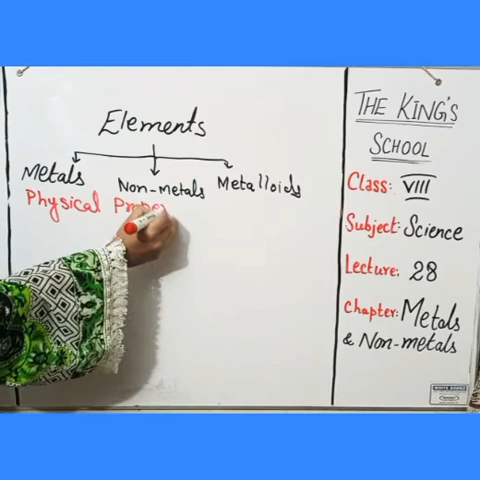 Elements
Metals
Non-Metals
Metalloids
Physical Prope
THE KING'S
SCHOOL
Class: VIII
Subject: Science
Lecture: 28
Chapter: Metals
& Non-metals